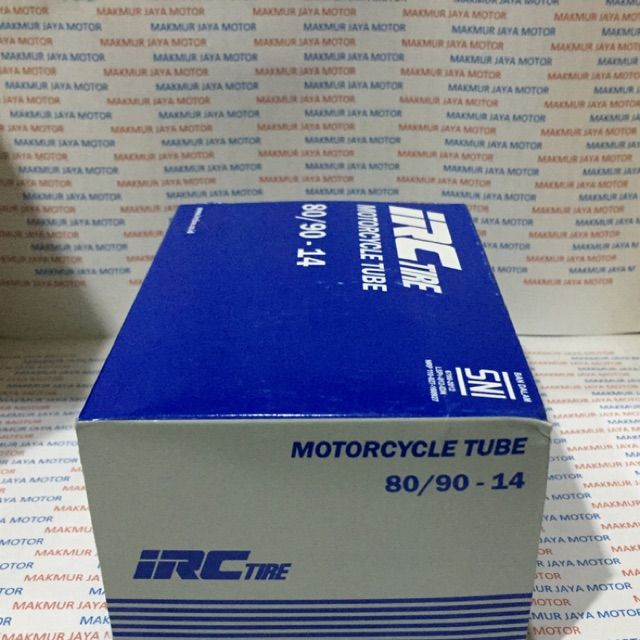 MAKMUR JAYA MOTOR
iRC TIRE
MOTORCYCLE TUBE
80/90 - 14
BAN DALAM
SNI
MOTORCYCLE TUBE
80/90 - 14
iRC TIRE